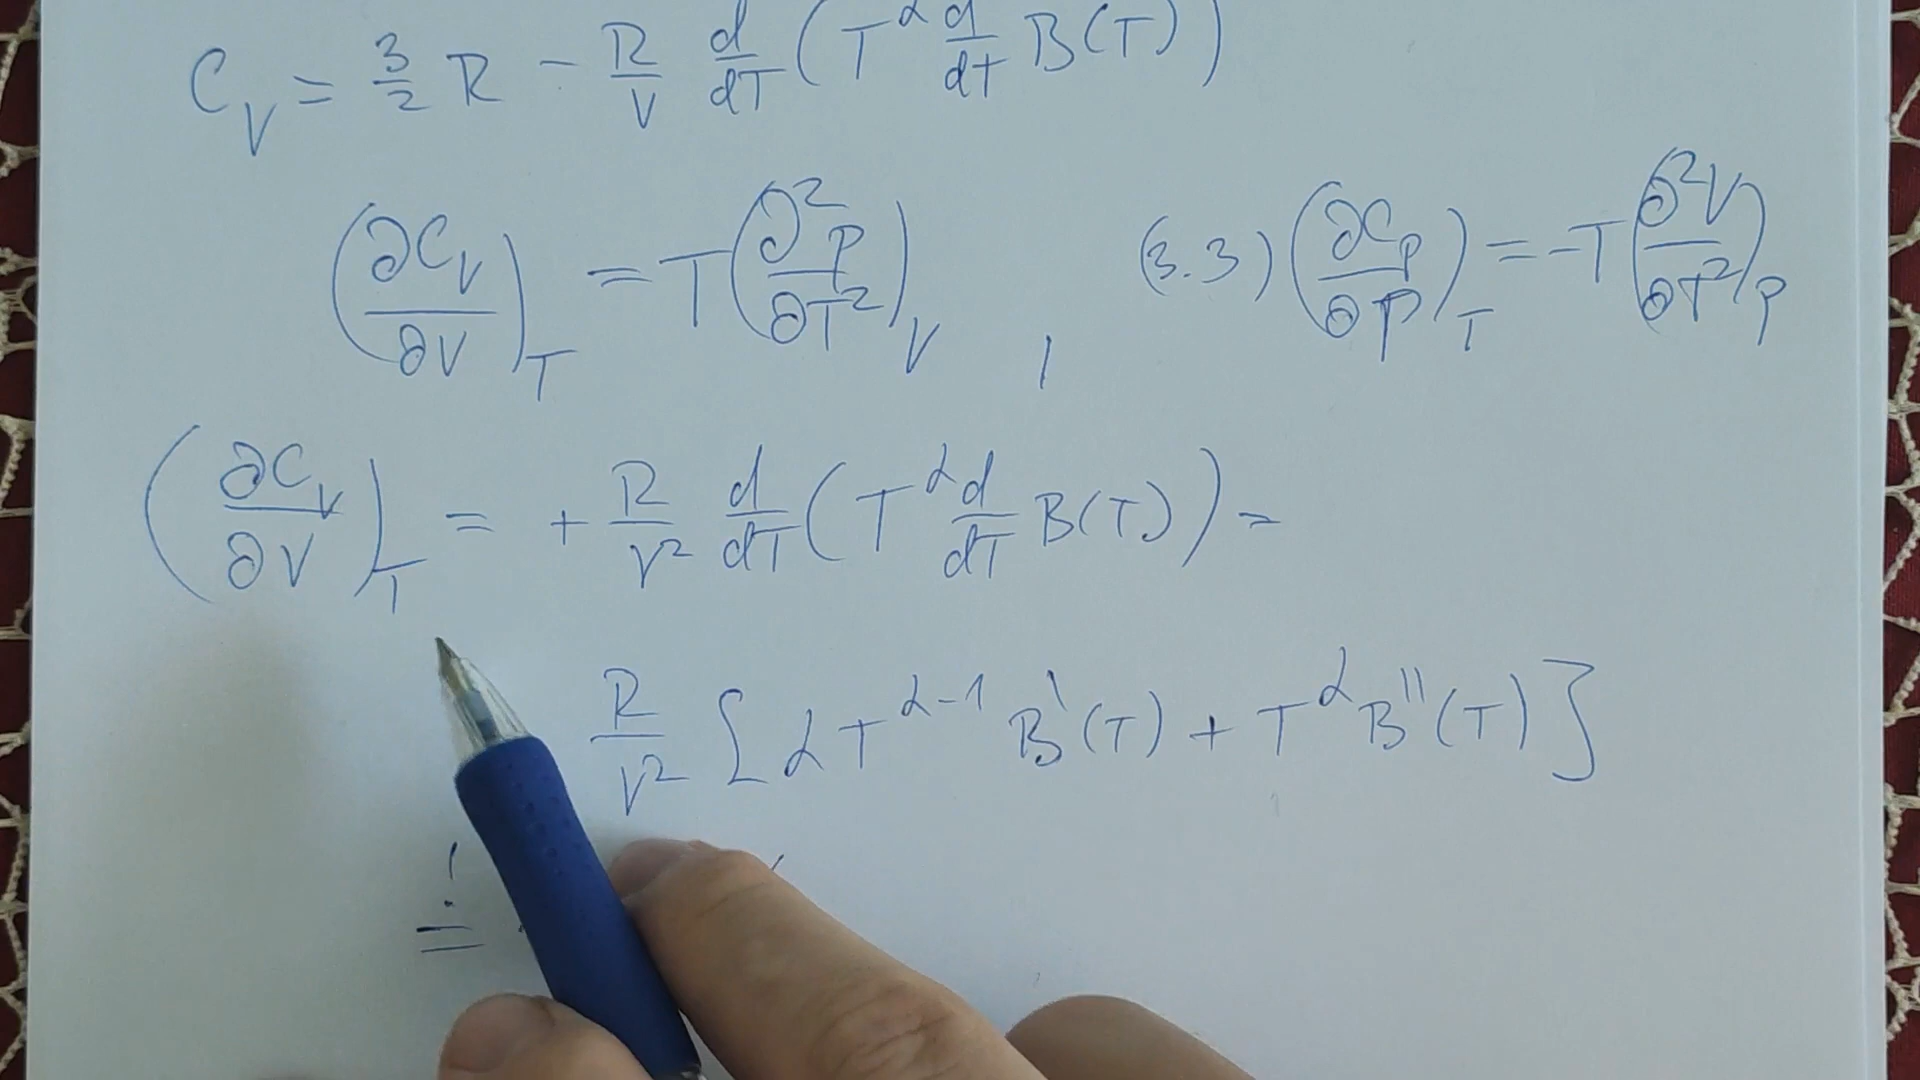 C_V = 3/2 R - R/V d/dT (T^α d/dT B(T))
(∂C_V/∂V)_T = T (∂²P/∂T²)_V , (3.3) (∂C_P/∂P)_T = -T (∂²V/∂T²)_P
(∂C_V/∂V)_T = + R/V² d/dT (T^α d/dT B(T)) =
R/V² [α T^(α-1) B'(T) + T^α B''(T)]
!
=